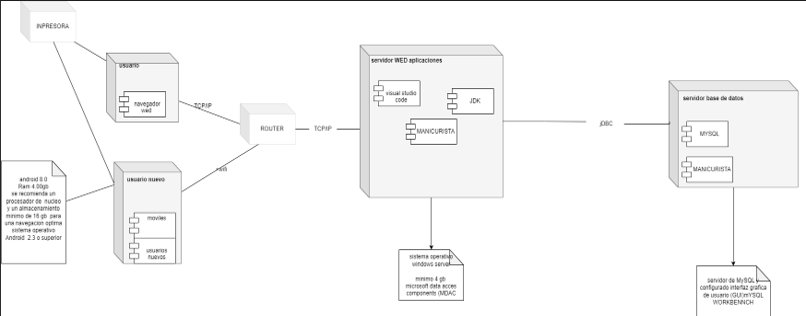 INPRESORA
usuario
navegador
wed
TCP/IP
ROUTER
TCP/IP
servidor WED aplicaciones
visual studio
code
JDK
MANICURISTA
jDBC
servidor base de datos
MYSQL
MANICURISTA
android 8.0
Ram 4.00gb
se recomienda un
procesador de nucleo
y un almacenamiento
minimo de 16 gb para
una navegacion optima
sistema operativo
Android 2.3 o superior
usuario nuevo
moviles
usuarios
nuevos
sistema operativo
windows server
minimo 4 gb
microsoft data acces
components (MDAC
servidor de MySQL
configurado interfaz grafica
de usuario (GUI)mYSQL
WORKBENNCH